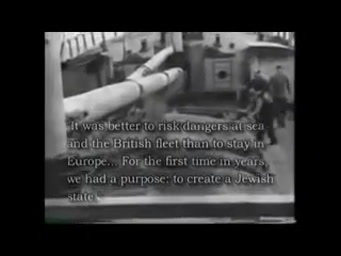 "It was better to risk dangers at sea
and the British fleet than to stay in
Europe... For the first time in years,
we had a purpose: to create a Jewish
state."